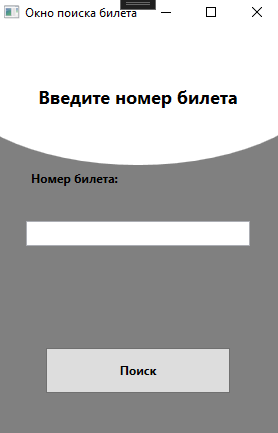 Окно поиска билета
Введите номер билета
Номер билета:
Поиск